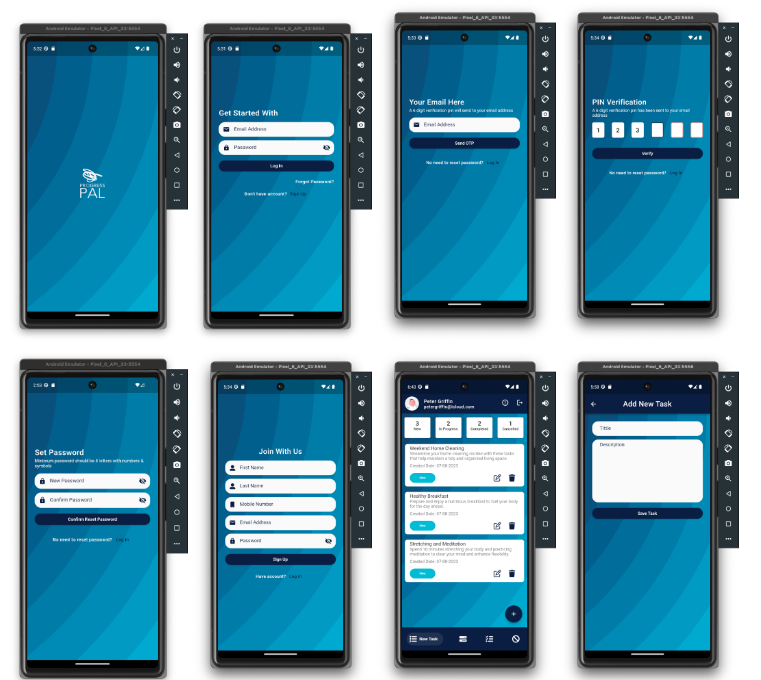 Android Emulator - Pixel_6_API_33:5554
5:32
PROGRESS
PAL
Android Emulator - Pixel_6_API_33:5554
Get Started With
Email Address
Password
Log In
Forgot Password?
Don't have account? Sign Up
Android Emulator - Pixel_6_API_33:5554
5:33
Your Email Here
A 6-digit verification pin will send to your email address
Email Address
Send OTP
No need to reset password? Log In
Android Emulator - Pixel_6_API_33:5554
5:34
PIN Verification
A 6-digit verification pin has been sent to your email
address
1 2 3
Verify
No need to reset password? Log In
Android Emulator - Pixel_6_API_33:5554
2:53
Set Password
Minimum password should be 8 letters with numbers &
symbols
New Password
Confirm Password
Confirm Reset Password
No need to reset password? Log In
Android Emulator - Pixel_6_API_33:5554
5:34
Join With Us
First Name
Last Name
Mobile Number
Email Address
Password
Sign Up
Have account? Log In
Android Emulator - Pixel_6_API_33:5554
5:43
Peter Griffin
petergriffin@icloud.com
3 2 2 1
New In Progress Completed Cancelled
Weekend Home Cleaning
Streamline your home cleaning routine with these tasks
that help maintain a tidy and organized living space.
Created Date: 07-08-2023
New
Healthy Breakfast
Prepare and enjoy a nutritious breakfast to fuel your body
for the day ahead.
Created Date: 07-08-2023
New
Stretching and Meditation
Spend 15 minutes stretching your body and practicing
meditation to clear your mind and enhance flexibility.
Created Date: 07-08-2023
New
+
New Task
Android Emulator - Pixel_6_API_33:5554
5:50
Add New Task
Title
Description
Save Task